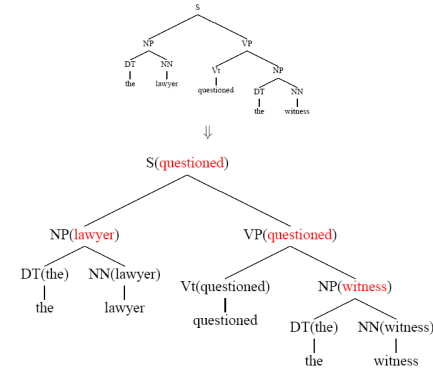 S
NP VP
DT NN Vt NP
the lawyer questioned DT NN
the witness
⇓
S(questioned)
NP(lawyer) VP(questioned)
DT(the) NN(lawyer) Vt(questioned) NP(witness)
the lawyer questioned
DT(the) NN(witness)
the witness